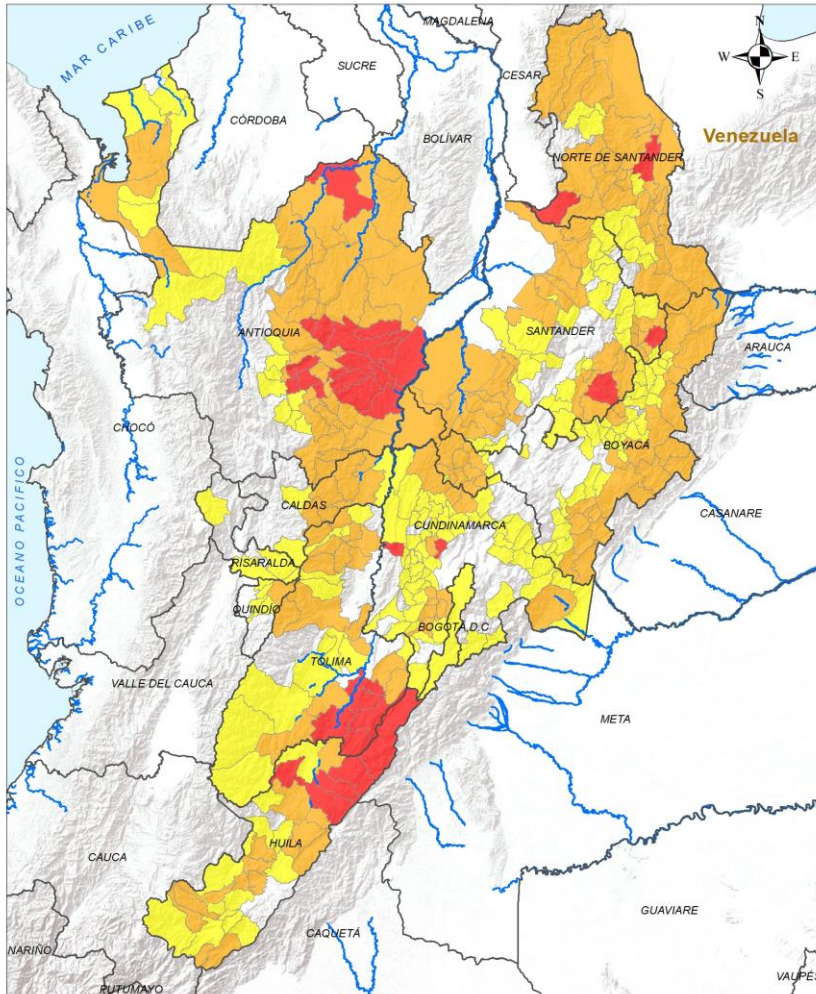 MAGDALENA
MAR CARIBE
N
W E
S
SUCRE
CESAR
CÓRDOBA
BOLÍVAR
Venezuela
NORTE DE SANTANDER
ANTIOQUIA
SANTANDER
ARAUCA
CHOCÓ
BOYACÁ
OCEANO PACIFICO
CALDAS
CUNDINAMARCA
CASANARE
RISARALDA
QUINDÍO
BOGOTÁ D.C
TOLIMA
VALLE DEL CAUCA
META
HUILA
CAUCA
GUAVIARE
CAQUETÁ
NARIÑO
PUTUMAYO
VAUPÉS